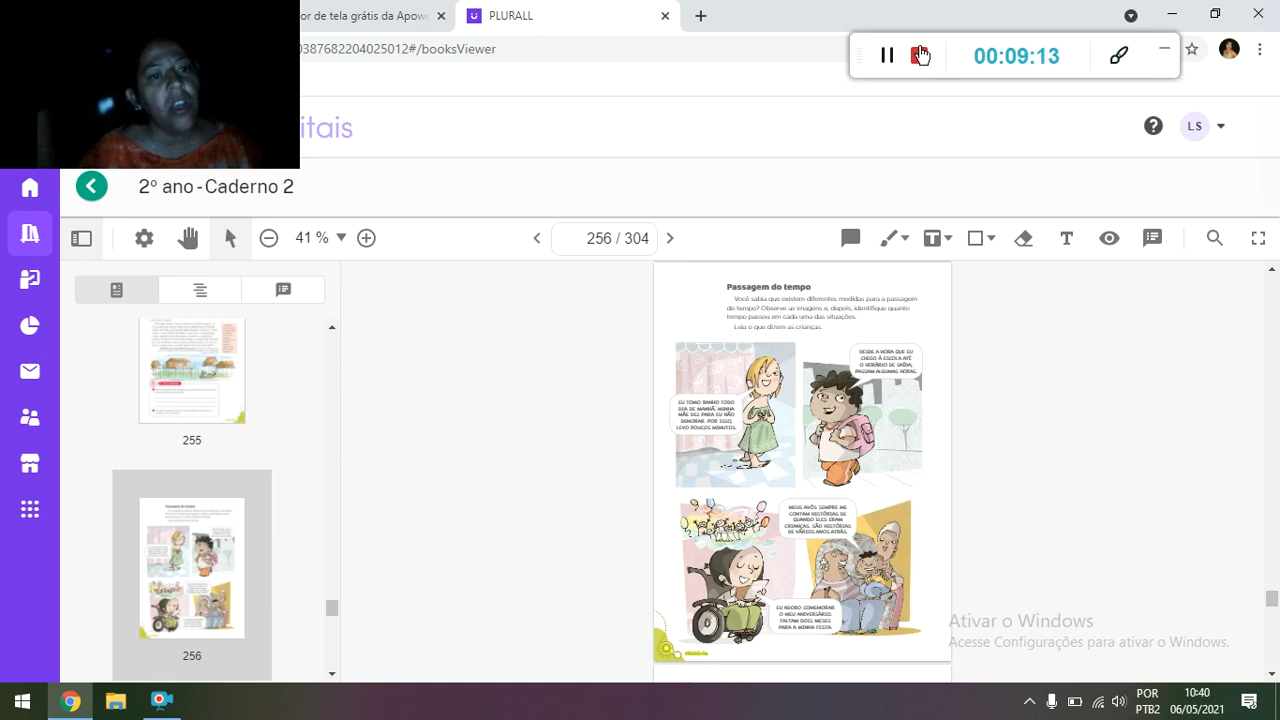 or de tela grátis da Apowe
PLURALL
0387682204025012#/booksViewer
00:09:13
itais
LS
2º ano - Caderno 2
41 %
256 / 304
255
256
Passagem do tempo
Você sabia que existem diferentes medidas para a passagem
do tempo? Observe as imagens e, depois, identifique quanto
tempo passou em cada uma das situações.
Leia o que dizem as crianças.
EU TOMO BANHO TODO
DIA DE MANHÃ. MINHA
MÃE DIZ PARA EU NÃO
DEMORAR. POR ISSO,
LEVO POUCOS MINUTOS.
DESDE A HORA QUE EU
CHEGO À ESCOLA ATÉ
O HORÁRIO DE SAÍDA,
PASSAM ALGUMAS HORAS.
MEUS AVÓS SEMPRE ME
CONTAM HISTÓRIAS DE
QUANDO ELES ERAM
CRIANÇAS. SÃO HISTÓRIAS
DE VÁRIOS ANOS ATRÁS.
EU ADORO COMEMORAR
O MEU ANIVERSÁRIO.
FALTAM DOIS MESES
PARA A MINHA FESTA.
História
Ativar o Windows
Acesse Configurações para ativar o Windows.
POR
PTB2
10:40
06/05/2021